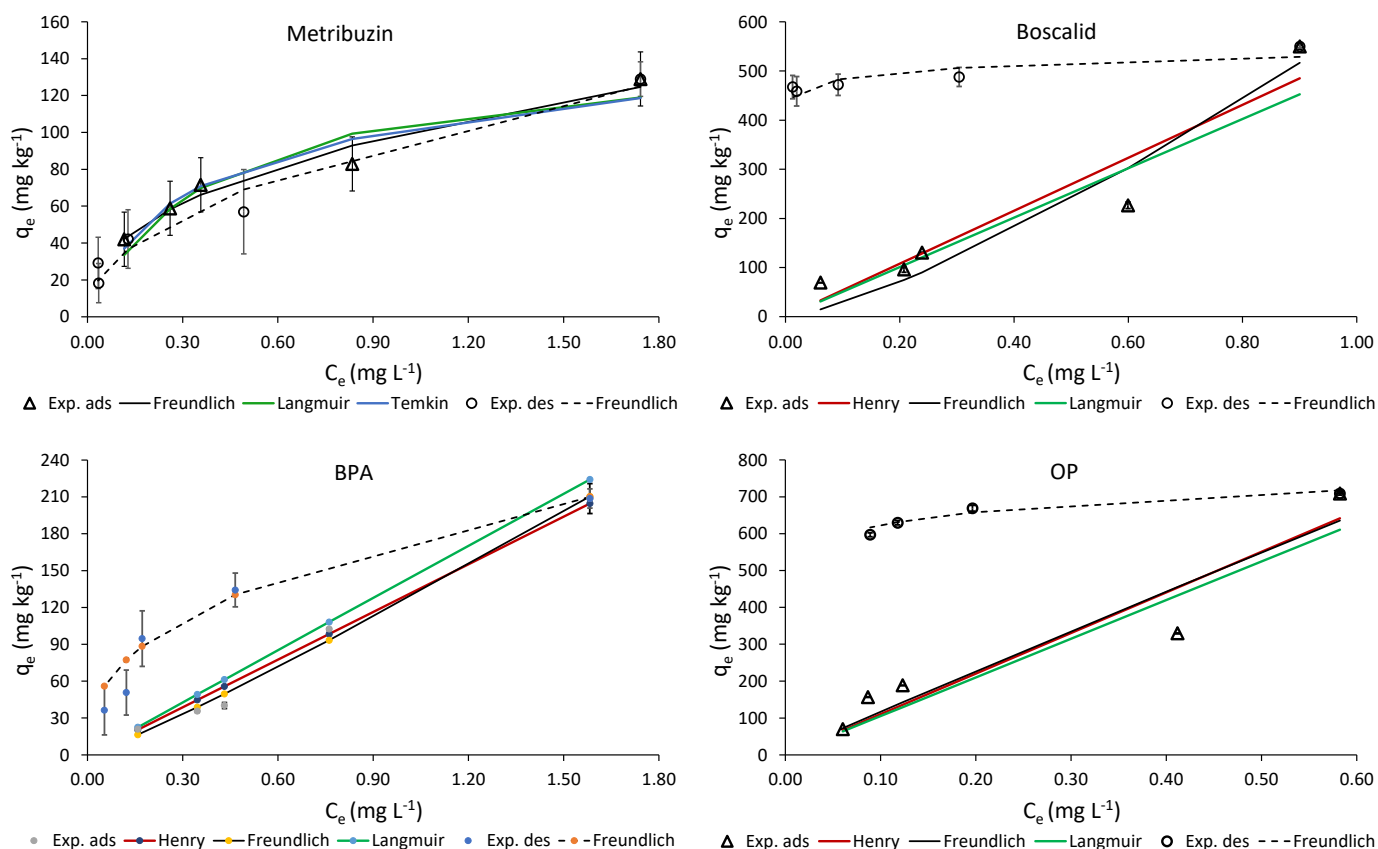 Metribuzin
160
140
120
100
80
60
40
20
0
qe (mg kg-1)
0.00 0.30 0.60 0.90 1.20 1.50 1.80
Ce (mg L-1)
Exp. ads Freundlich Langmuir Temkin Exp. des Freundlich
Boscalid
600
500
400
300
200
100
0
qe (mg kg-1)
0.00 0.20 0.40 0.60 0.80 1.00
Ce (mg L-1)
Exp. ads Henry Freundlich Langmuir Exp. des Freundlich
BPA
240
210
180
150
120
90
60
30
0
qe (mg kg-1)
0.00 0.30 0.60 0.90 1.20 1.50 1.80
Ce (mg L-1)
Exp. ads Henry Freundlich Langmuir Exp. des Freundlich
OP
800
700
600
500
400
300
200
100
0
qe (mg kg-1)
0.00 0.10 0.20 0.30 0.40 0.50 0.60
Ce (mg L-1)
Exp. ads Henry Freundlich Langmuir Exp. des Freundlich